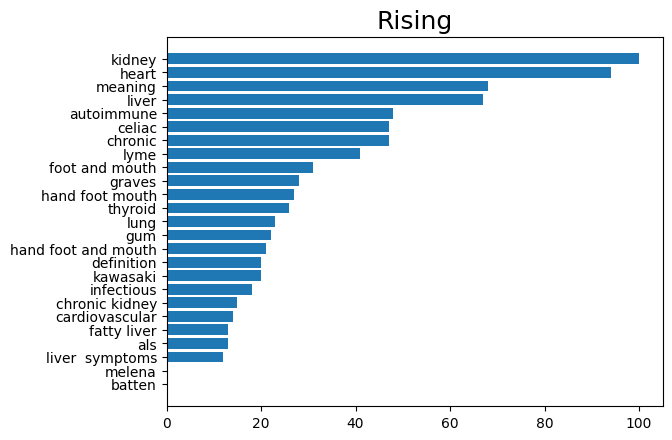 Rising
kidney
heart
meaning
liver
autoimmune
celiac
chronic
lyme
foot and mouth
graves
hand foot mouth
thyroid
lung
gum
hand foot and mouth
definition
kawasaki
infectious
chronic kidney
cardiovascular
fatty liver
als
liver  symptoms
melena
batten
0 20 40 60 80 100